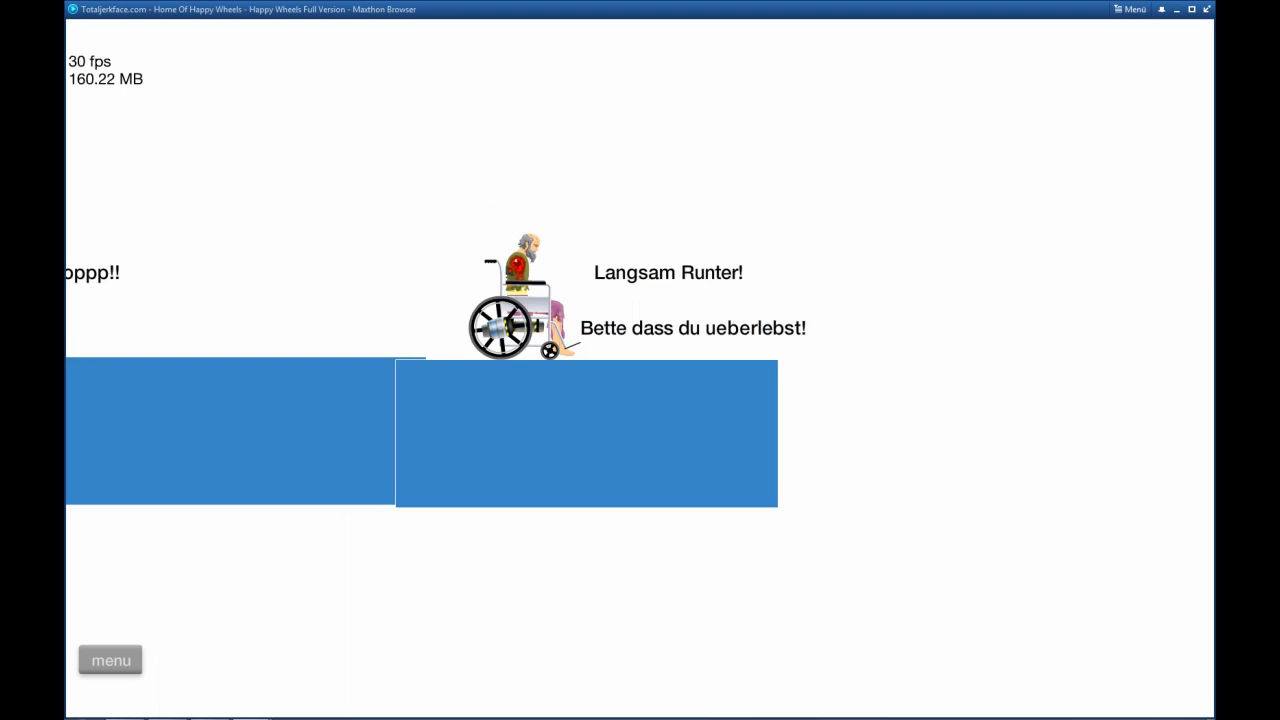 Totaljerkface.com - Home Of Happy Wheels - Happy Wheels Full Version - Maxthon Browser
Menü
30 fps
160.22 MB
oppp!!
Langsam Runter!
Bette dass du ueberlebst!
menu